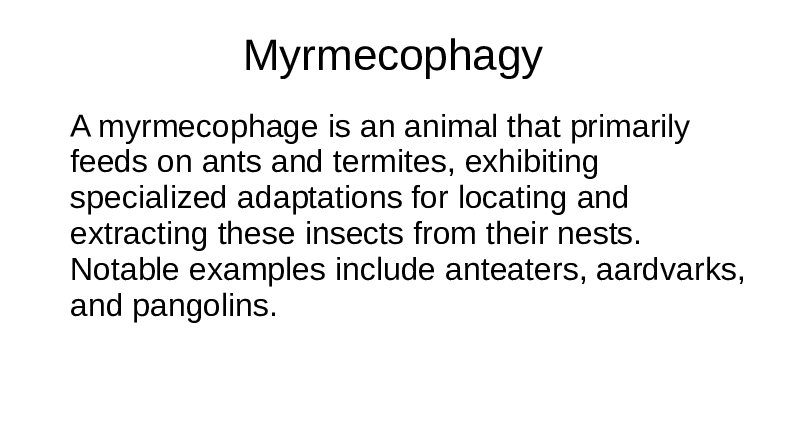 Myrmecophagy
A myrmecophage is an animal that primarily
feeds on ants and termites, exhibiting
specialized adaptations for locating and
extracting these insects from their nests.
Notable examples include anteaters, aardvarks,
and pangolins.